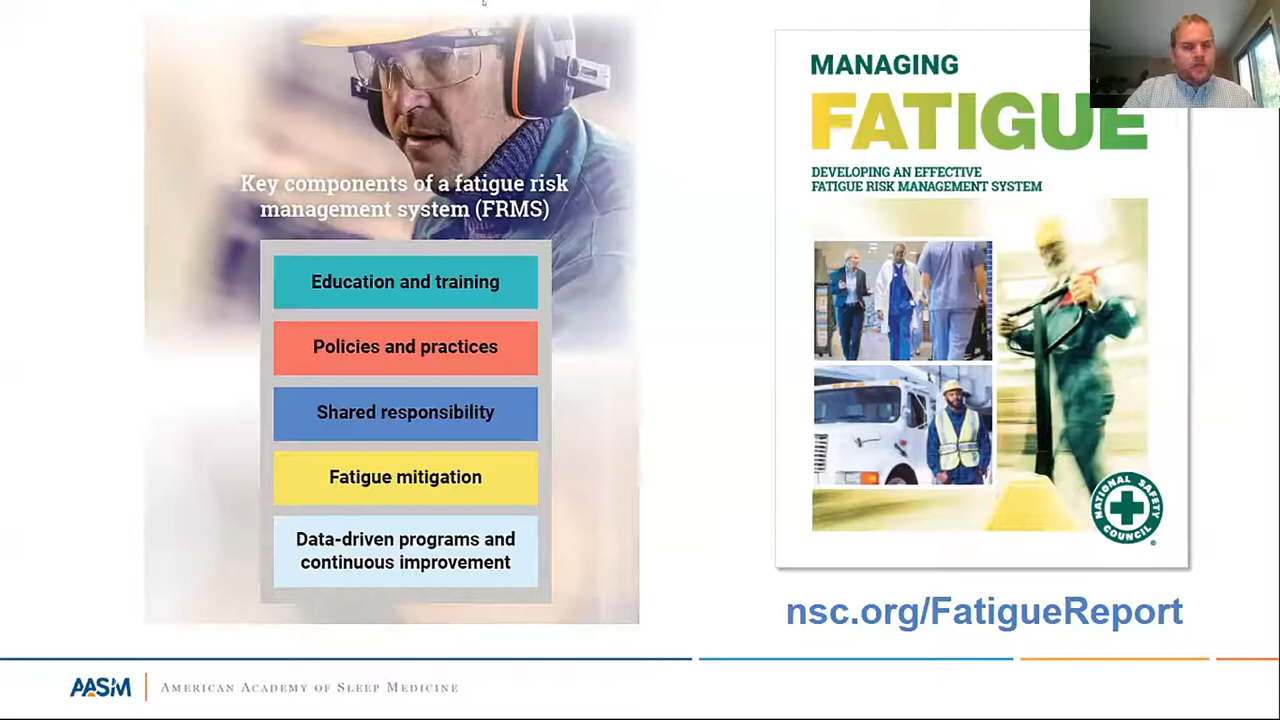 Key components of a fatigue risk
management system (FRMS)
Education and training
Policies and practices
Shared responsibility
Fatigue mitigation
Data-driven programs and
continuous improvement
MANAGING
FATIGUE
DEVELOPING AN EFFECTIVE
FATIGUE RISK MANAGEMENT SYSTEM
NATIONAL SAFETY
COUNCIL
®
nsc.org/FatigueReport
AASM
AMERICAN ACADEMY OF SLEEP MEDICINE